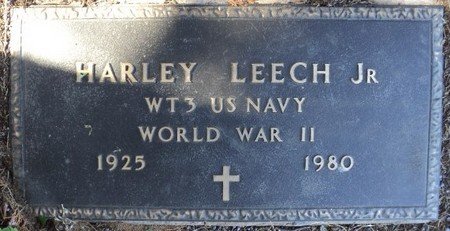 HARLEY LEECH JR
WT3 US NAVY
WORLD WAR II
1925 1980